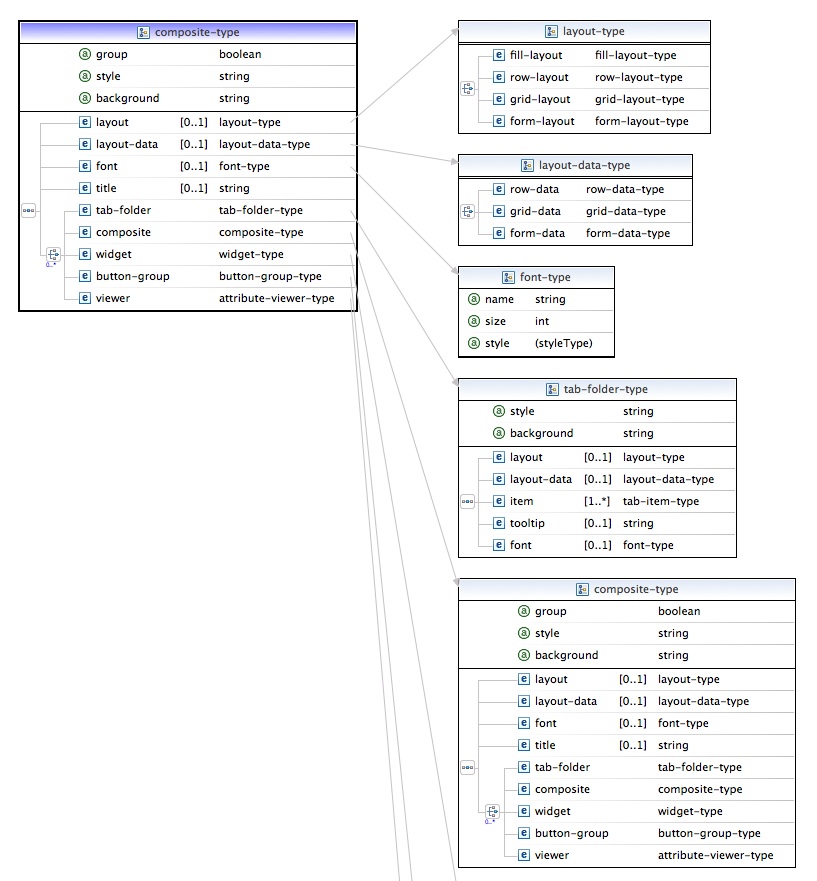 composite-type
a group boolean
a style string
a background string
e layout [0..1] layout-type
e layout-data [0..1] layout-data-type
e font [0..1] font-type
e title [0..1] string
e tab-folder tab-folder-type
e composite composite-type
e widget widget-type
e button-group button-group-type
e viewer attribute-viewer-type
layout-type
e fill-layout fill-layout-type
e row-layout row-layout-type
e grid-layout grid-layout-type
e form-layout form-layout-type
layout-data-type
e row-data row-data-type
e grid-data grid-data-type
e form-data form-data-type
font-type
a name string
a size int
a style (styleType)
tab-folder-type
a style string
a background string
e layout [0..1] layout-type
e layout-data [0..1] layout-data-type
e item [1..*] tab-item-type
e tooltip [0..1] string
e font [0..1] font-type
composite-type
a group boolean
a style string
a background string
e layout [0..1] layout-type
e layout-data [0..1] layout-data-type
e font [0..1] font-type
e title [0..1] string
e tab-folder tab-folder-type
e composite composite-type
e widget widget-type
e button-group button-group-type
e viewer attribute-viewer-type